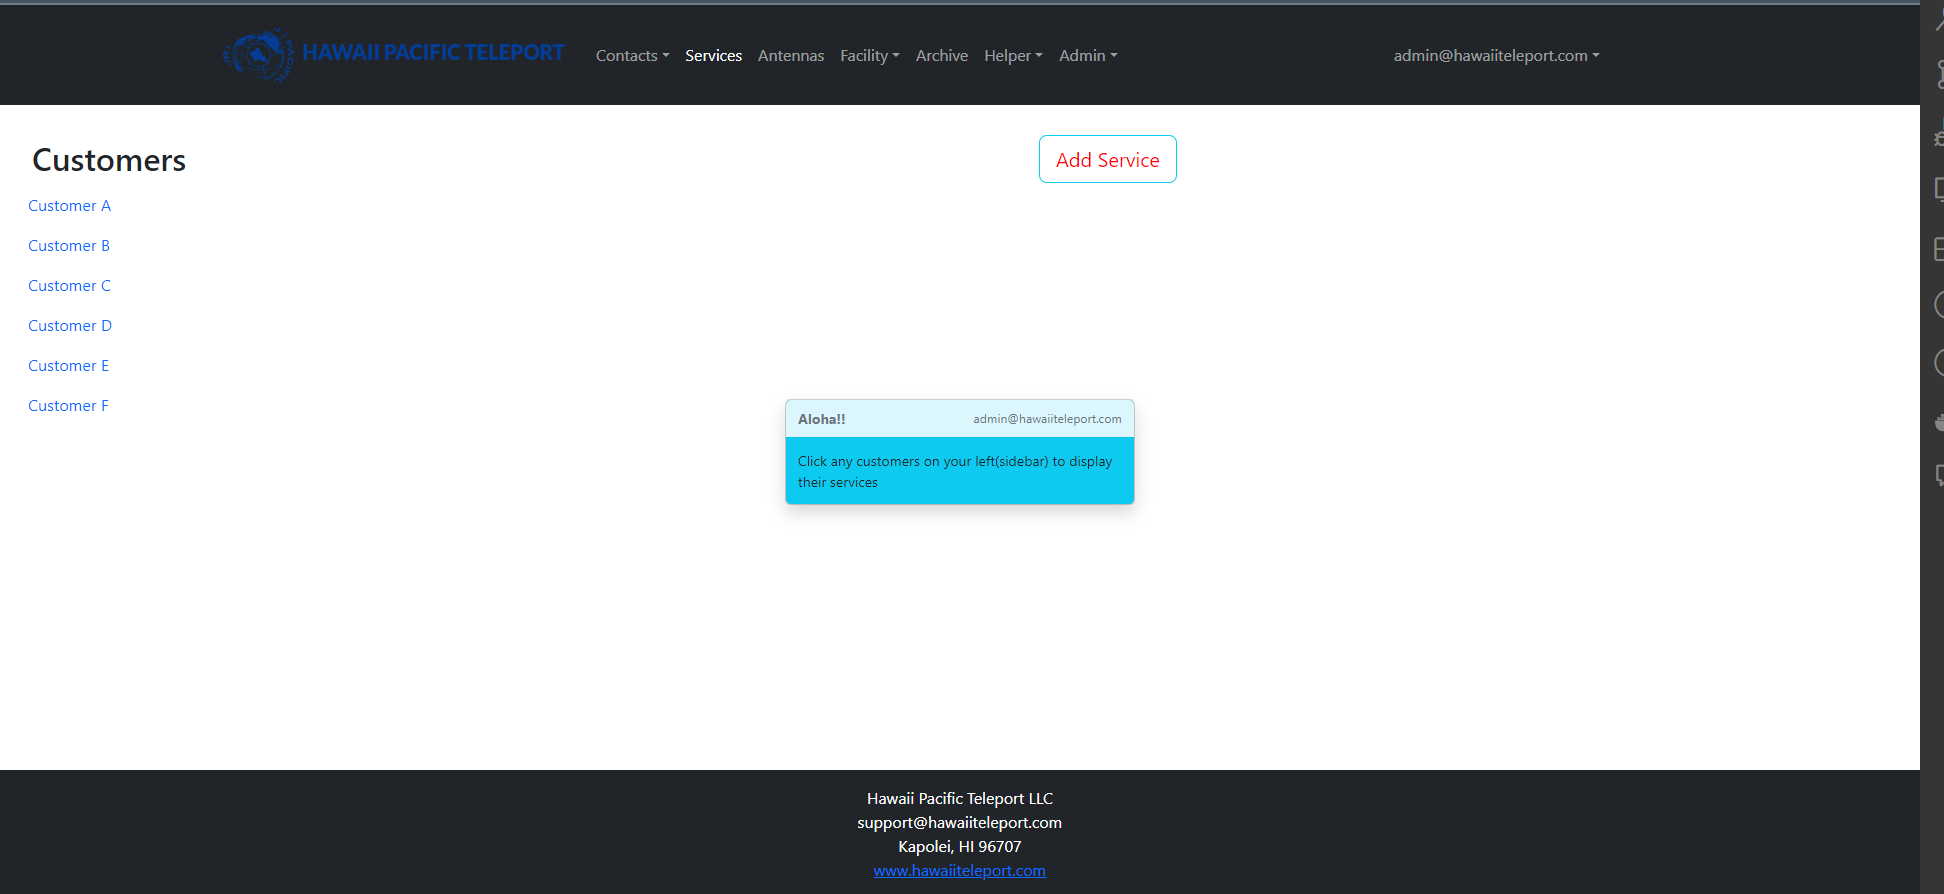 HAWAII PACIFIC TELEPORT Contacts Services Antennas Facility Archive Helper Admin admin@hawaiiteleport.com
Customers
Add Service
Customer A
Customer B
Customer C
Customer D
Customer E
Customer F
Aloha!! admin@hawaiiteleport.com
Click any customers on your left(sidebar) to display
their services
Hawaii Pacific Teleport LLC
support@hawaiiteleport.com
Kapolei, HI 96707
www.hawaiiteleport.com